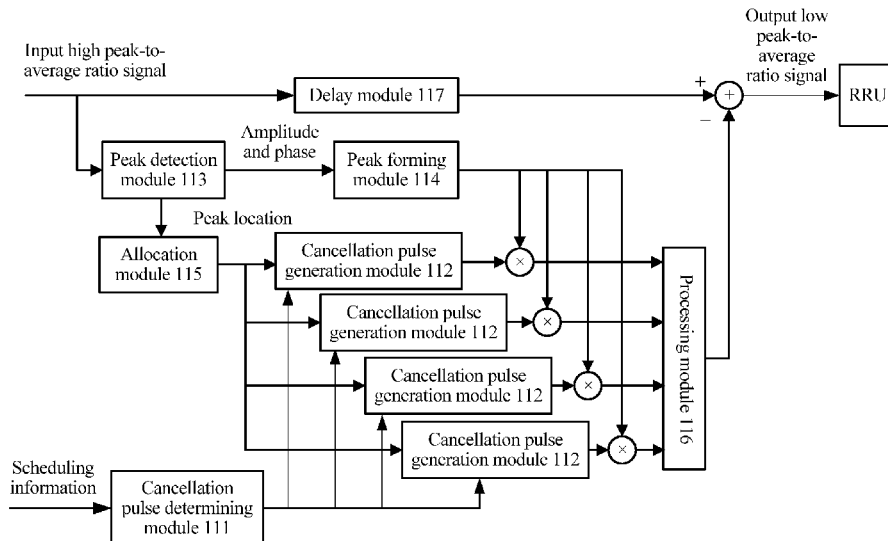 Input high peak-to-
average ratio signal
Output low
peak-to-
average
ratio signal
Delay module 117
+
+
−
RRU
Amplitude
and phase
Peak detection
module 113
Peak forming
module 114
Peak location
Allocation
module 115
Cancellation pulse
generation module 112
×
Cancellation pulse
generation module 112
×
Cancellation pulse
generation module 112
×
Cancellation pulse
generation module 112
×
Processing module 116
Scheduling
information
Cancellation
pulse determining
module 111